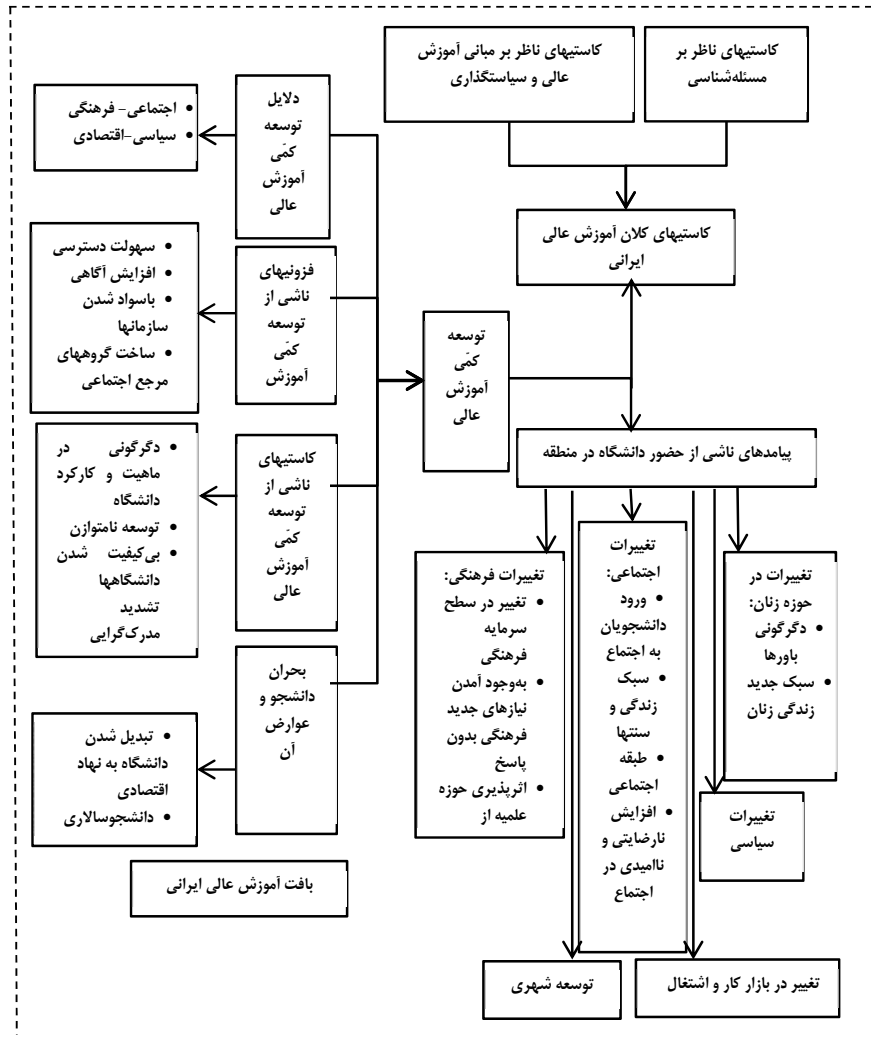 کاستیهای ناظر بر
مسئله‌شناسی
کاستیهای ناظر بر مبانی آموزش
عالی و سیاستگذاری
کاستیهای کلان آموزش عالی
ایرانی
دلایل
توسعه
کمّی
آموزش
عالی
• اجتماعی- فرهنگی
• سیاسی-اقتصادی
فزونیهای
ناشی از
توسعه
کمّی
آموزش
• سهولت دسترسی
• افزایش آگاهی
• باسواد شدن
سازمانها
• ساخت گروههای
مرجع اجتماعی
توسعه
کمّی
آموزش
عالی
کاستیهای
ناشی از
توسعه
کمّی
آموزش
عالی
• دگرگونی در
ماهیت و کارکرد
دانشگاه
• توسعه نامتوازن
• بی‌کیفیت شدن
دانشگاهها
تشدید
مدرک‌گرایی
بحران
دانشجو و
عوارض
آن
• تبدیل شدن
دانشگاه به نهاد
اقتصادی
• دانشجوسالاری
پیامدهای ناشی از حضور دانشگاه در منطقه
تغییرات در
حوزه زنان:
• دگرگونی
باورها
• سبک جدید
زندگی زنان
تغییرات
اجتماعی:
• ورود
دانشجویان
به اجتماع
• سبک
زندگی و
سنتها
• طبقه
اجتماعی
• افزایش
نارضایتی و
ناامیدی در
اجتماع
تغییرات فرهنگی:
• تغییر در سطح
سرمایه
فرهنگی
• به‌وجود آمدن
نیازهای جدید
فرهنگی بدون
پاسخ
• اثرپذیری حوزه
علمیه از
تغییرات
سیاسی
بافت آموزش عالی ایرانی
تغییر در بازار کار و اشتغال
توسعه شهری